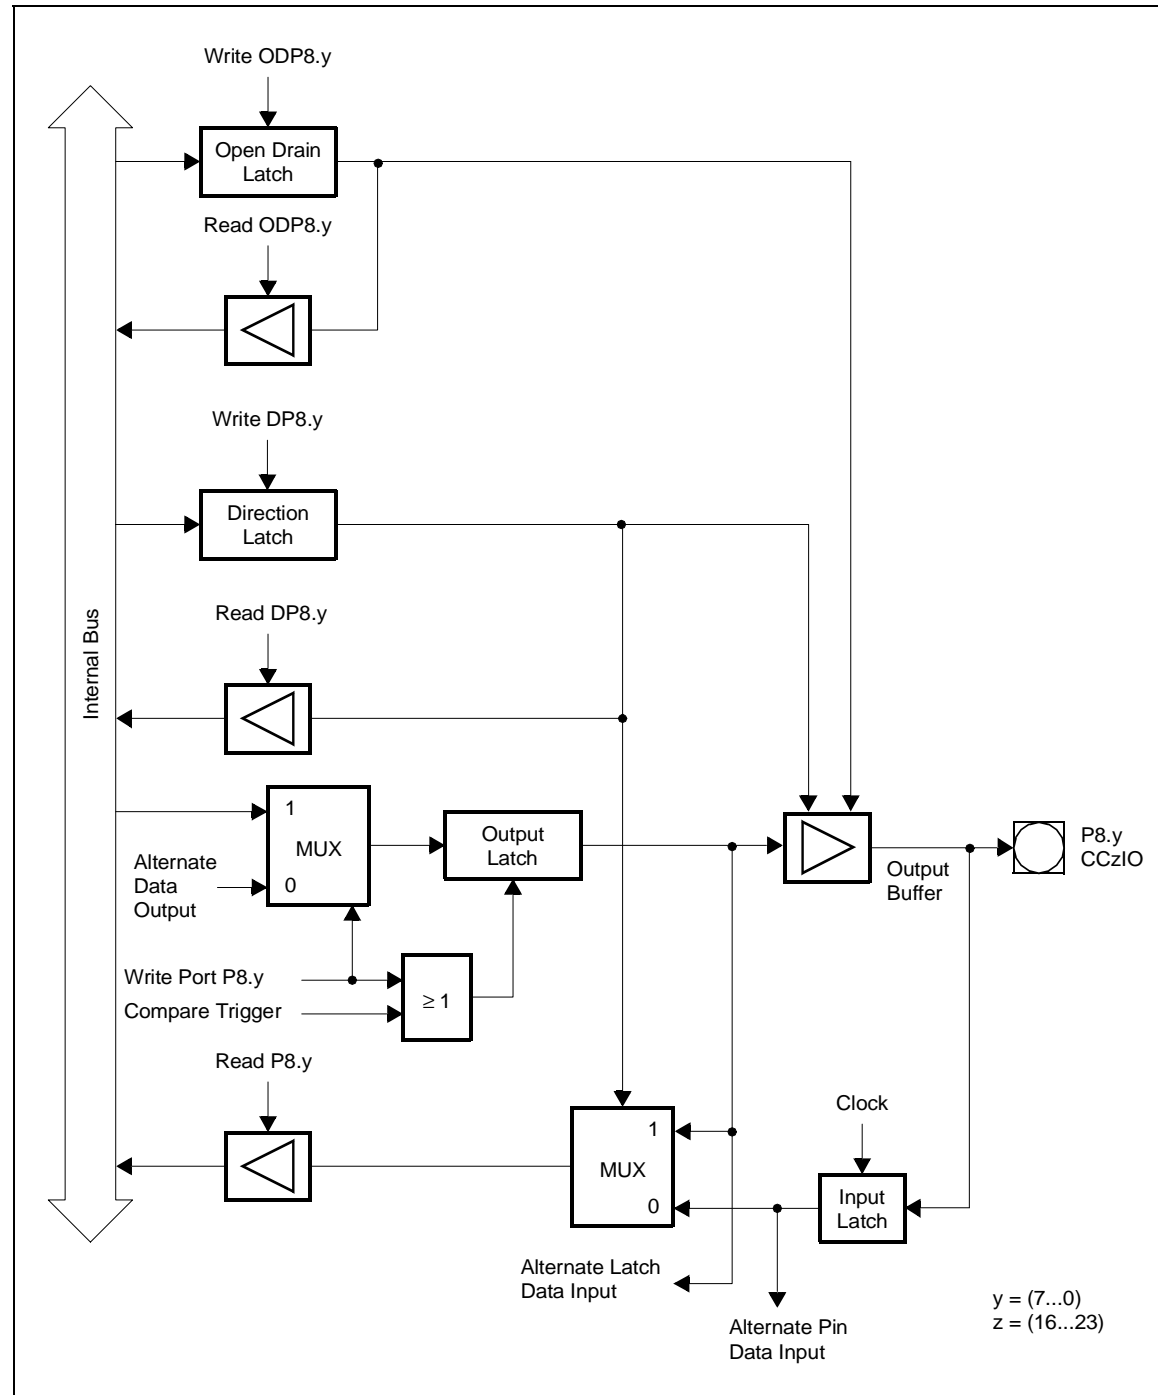 Write ODP8.y
Open Drain
Latch
Read ODP8.y
Write DP8.y
Direction
Latch
Internal Bus
Read DP8.y
1
MUX
0
Alternate
Data
Output
Output
Latch
Output
Buffer
P8.y
CCzIO
Write Port P8.y
Compare Trigger
≥ 1
Read P8.y
1
MUX
0
Clock
Input
Latch
Alternate Latch
Data Input
Alternate Pin
Data Input
y = (7...0)
z = (16...23)